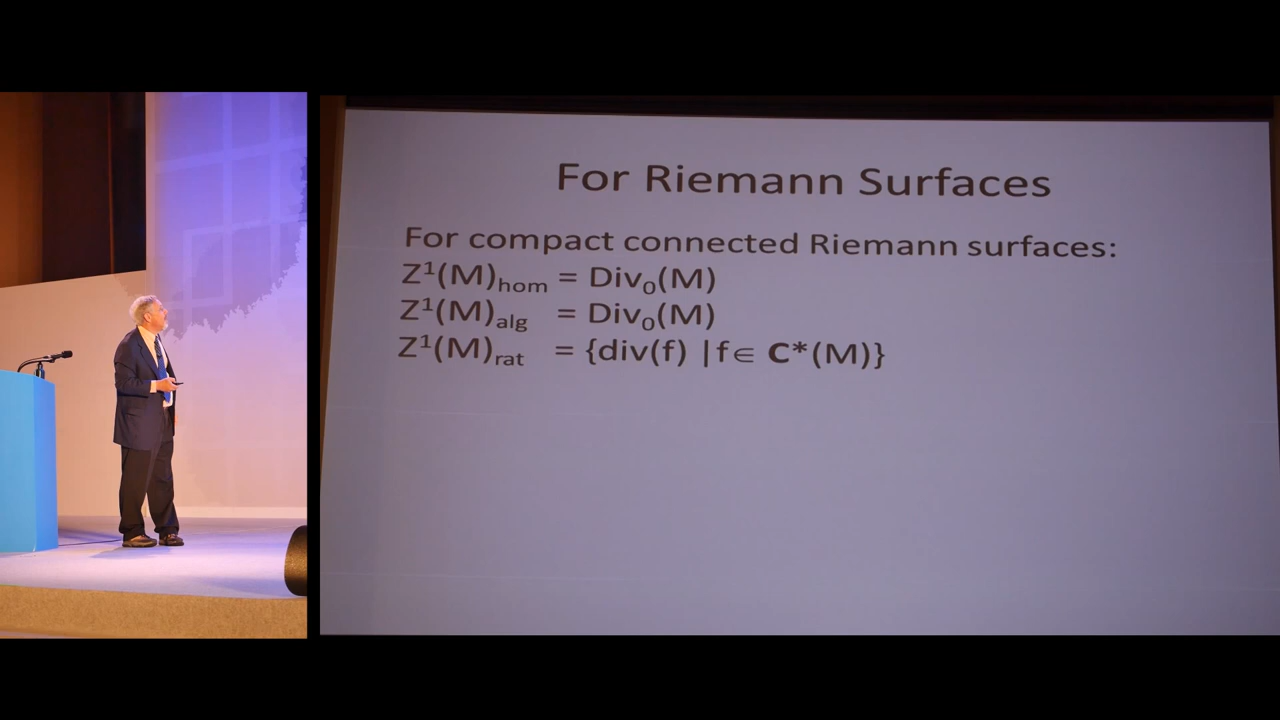 For Riemann Surfaces
For compact connected Riemann surfaces:
Z¹(M)hom = Div₀(M)
Z¹(M)alg = Div₀(M)
Z¹(M)rat = {div(f) |f∈ C*(M)}